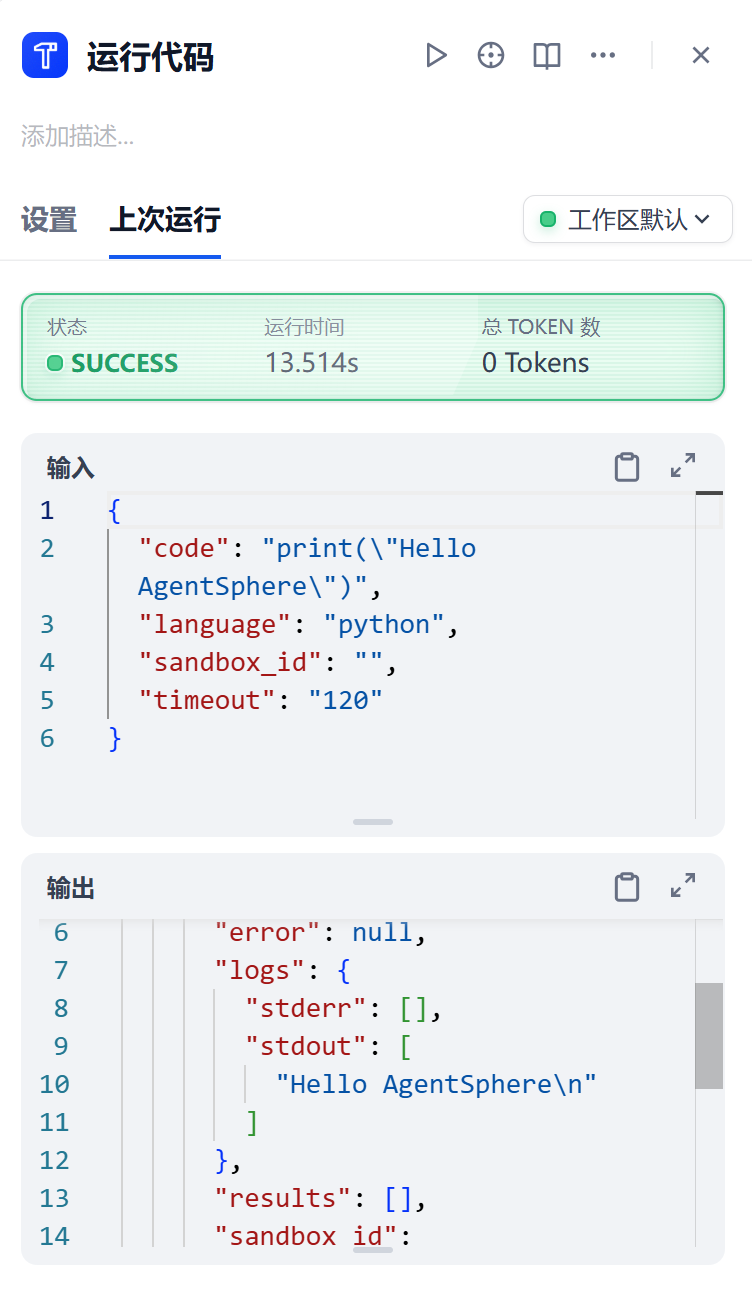 运行代码
添加描述...
设置 上次运行 工作区默认
状态 运行时间 总 TOKEN 数
SUCCESS 13.514s 0 Tokens
输入
1 {
2 "code": "print(\"Hello
AgentSphere\")",
3 "language": "python",
4 "sandbox_id": "",
5 "timeout": "120"
6 }
输出
6 "error": null,
7 "logs": {
8 "stderr": [],
9 "stdout": [
10 "Hello AgentSphere\n"
11 ]
12 },
13 "results": [],
14 "sandbox id":